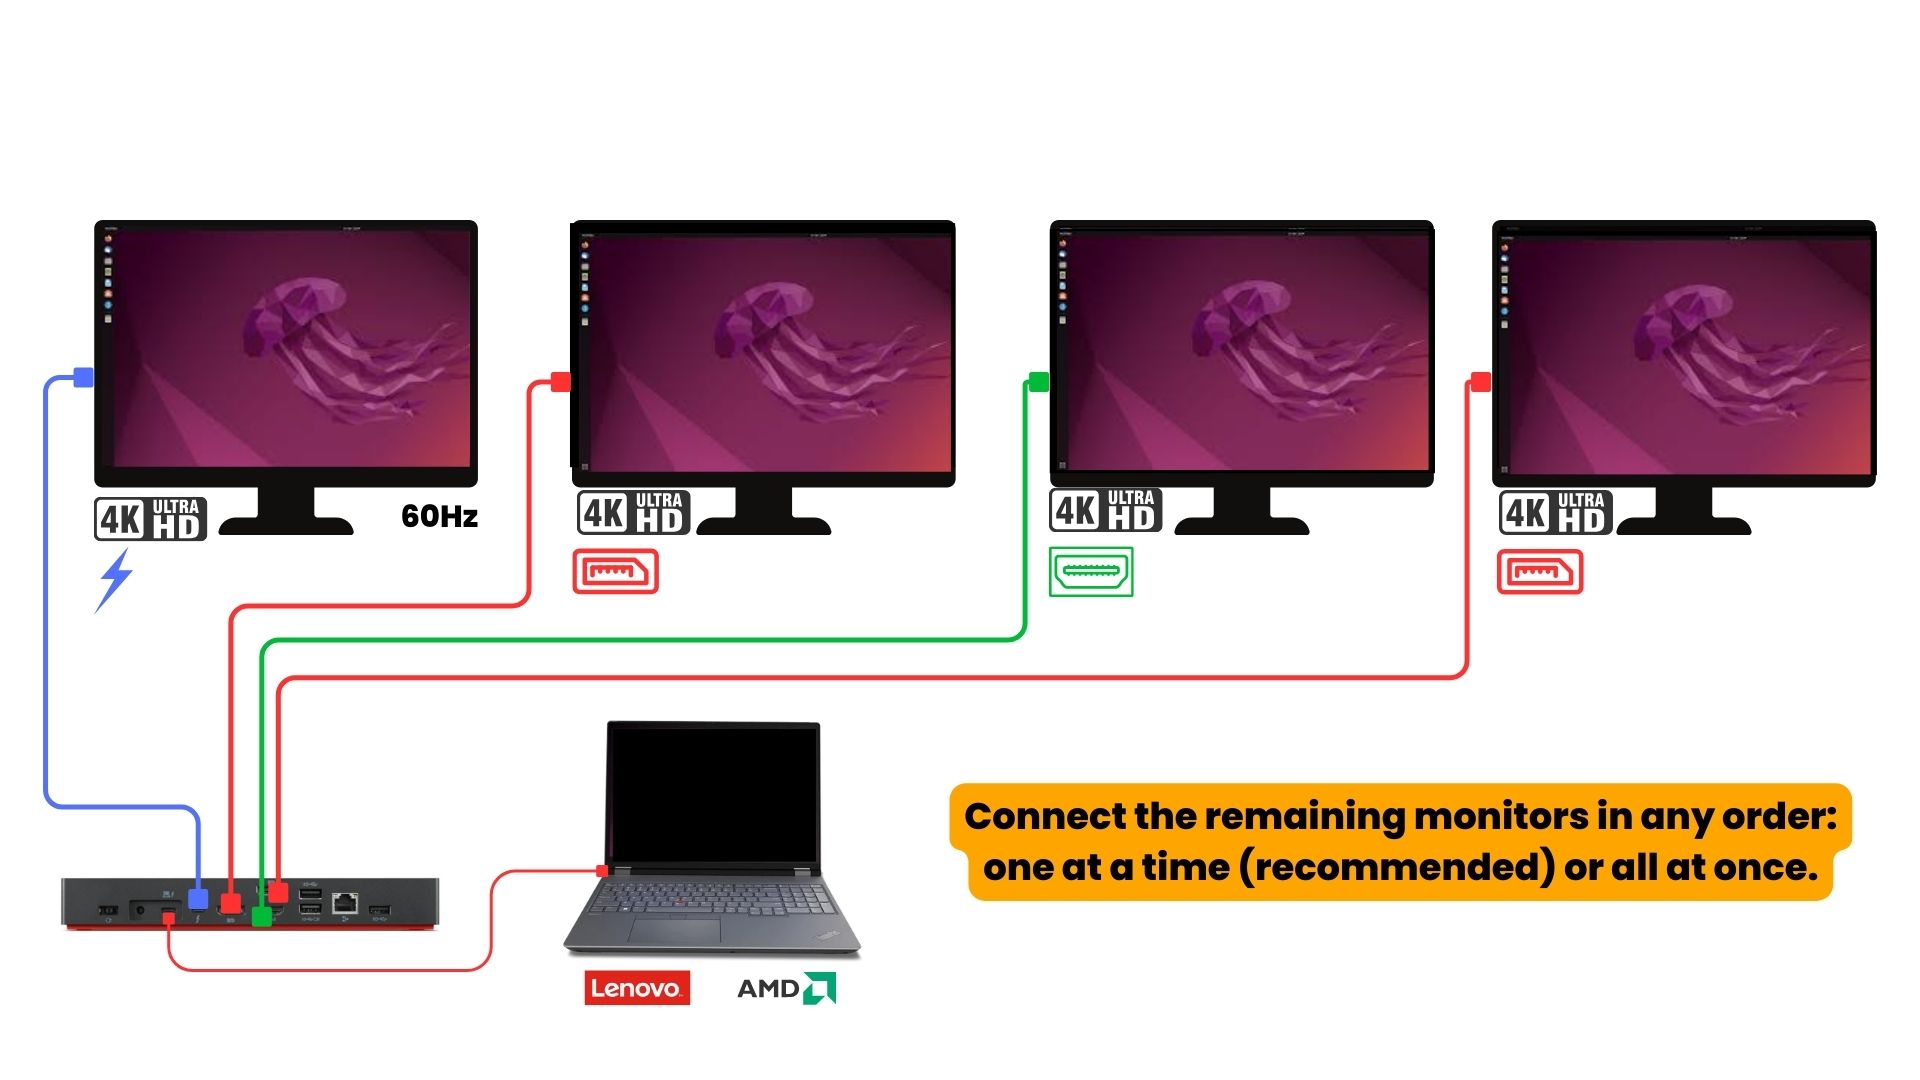 4K ULTRA HD
60Hz
4K ULTRA HD
4K ULTRA HD
4K ULTRA HD
Connect the remaining monitors in any order:
one at a time (recommended) or all at once.
Lenovo
AMD